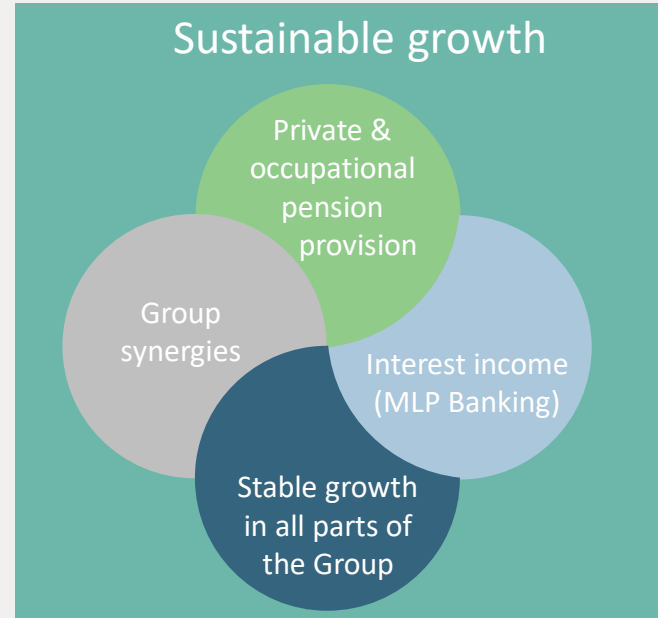 Sustainable growth
Private &
occupational
pension
provision
Group
synergies
Interest income
(MLP Banking)
Stable growth
in all parts of
the Group